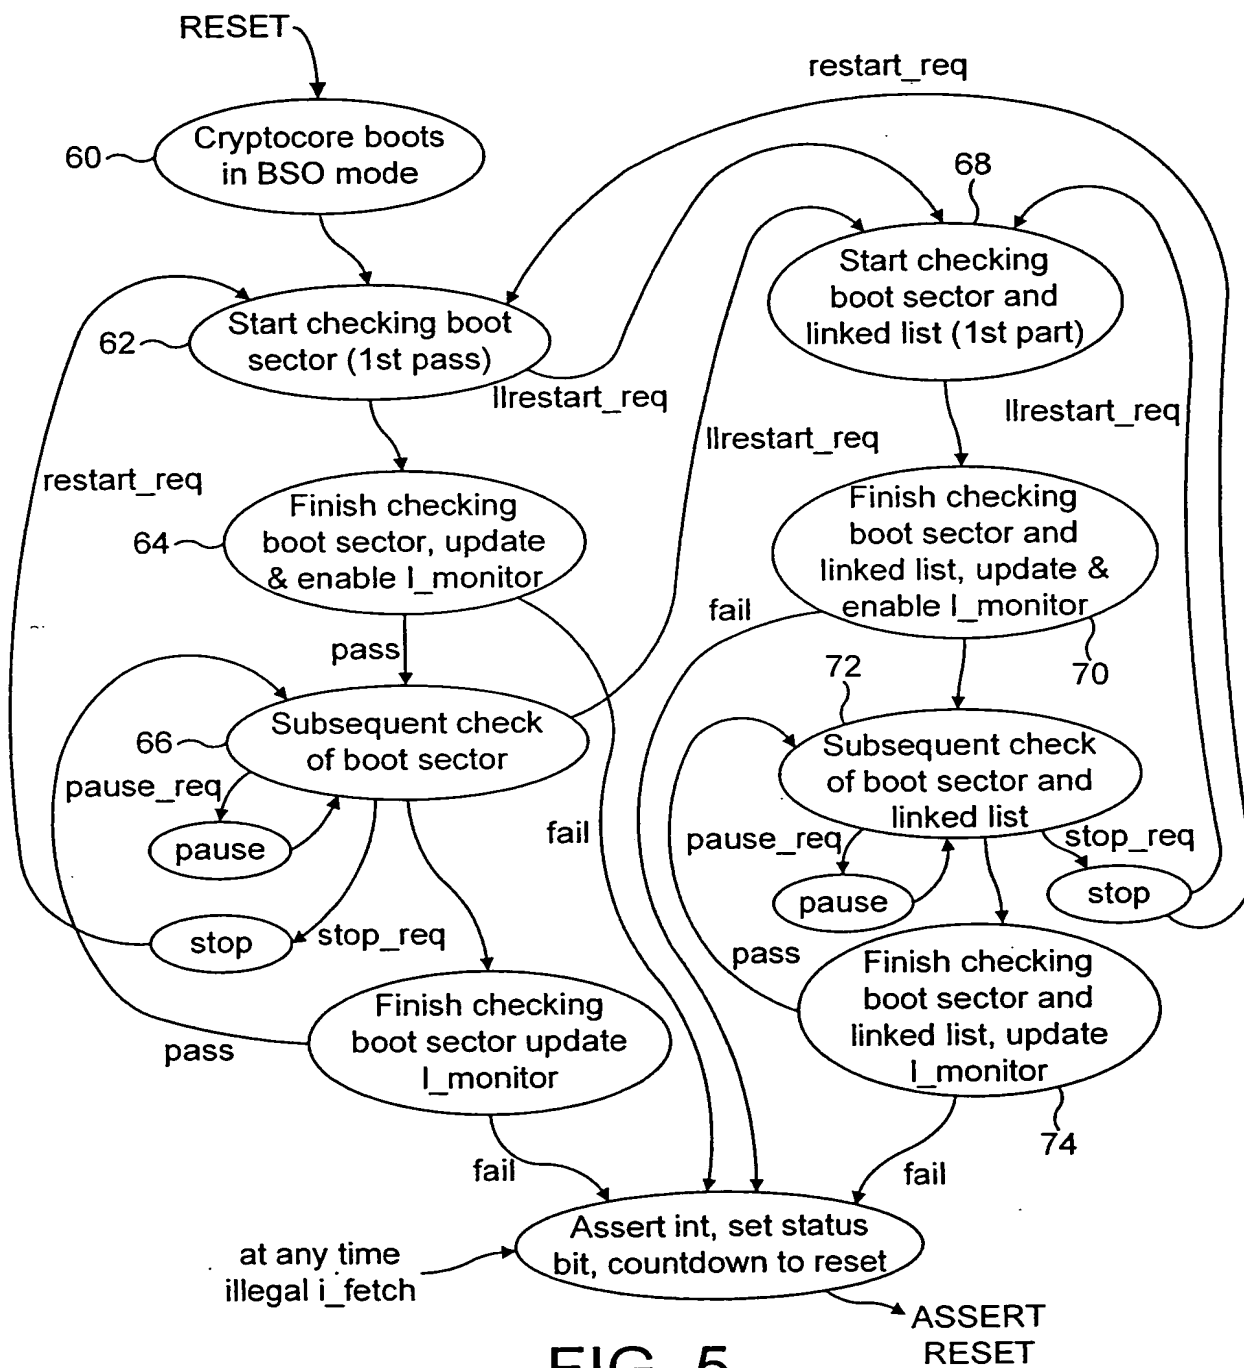 RESET
restart_req
60
Cryptocore boots
in BSO mode
68
62
Start checking boot
sector (1st pass)
Start checking
boot sector and
linked list (1st part)
llrestart_req
llrestart_req
llrestart_req
restart_req
64
Finish checking
boot sector, update
& enable I_monitor
Finish checking
boot sector and
linked list, update &
enable I_monitor
fail
pass
72
70
66
Subsequent check
of boot sector
Subsequent check
of boot sector and
linked list
pause_req
pause
fail
pause_req
pause
stop_req
stop
stop
stop_req
pass
Finish checking
boot sector update
I_monitor
pass
Finish checking
boot sector and
linked list, update
I_monitor
74
fail
fail
at any time
illegal i_fetch
Assert int, set status
bit, countdown to reset
ASSERT
RESET
FIG. 5